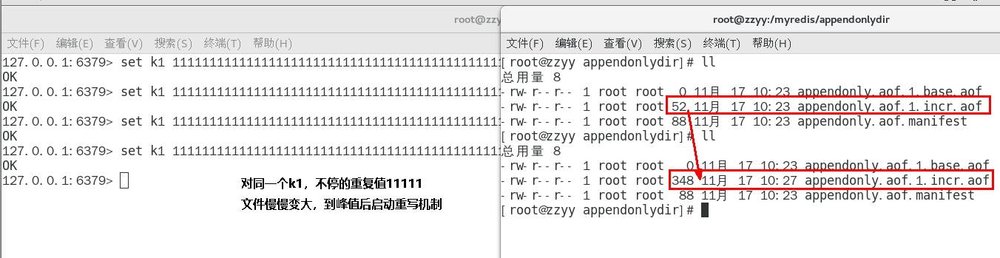 root@zzy
文件(F) 编辑(E) 查看(V) 搜索(S) 终端(T) 帮助(H)
127.0.0.1:6379> set k1 111111111111111111111111111111111111111111111111111
OK
127.0.0.1:6379> set k1 111111111111111111111111111111111111111111111111111
OK
127.0.0.1:6379> set k1 111111111111111111111111111111111111111111111111111
OK
127.0.0.1:6379> set k1 111111111111111111111111111111111111111111111111111
OK
127.0.0.1:6379>
对同一个k1，不停的重复值11111
文件慢慢变大，到峰值后启动重写机制
root@zzyy:/myredis/appendonlydir
文件(F) 编辑(E) 查看(V) 搜索(S) 终端(T) 帮助(H)
[root@zzyy appendonlydir]# ll
总用量 8
-rw-r--r-- 1 root root 0 11月 17 10:23 appendonly.aof.1.base.aof
-rw-r--r-- 1 root root 52 11月 17 10:23 appendonly.aof.1.incr.aof
-rw-r--r-- 1 root root 88 11月 17 10:23 appendonly.aof.manifest
[root@zzyy appendonlydir]# ll
总用量 8
-rw-r--r-- 1 root root 0 11月 17 10:23 appendonly.aof.1.base.aof
-rw-r--r-- 1 root root 348 11月 17 10:27 appendonly.aof.1.incr.aof
-rw-r--r-- 1 root root 88 11月 17 10:23 appendonly.aof.manifest
[root@zzyy appendonlydir]#